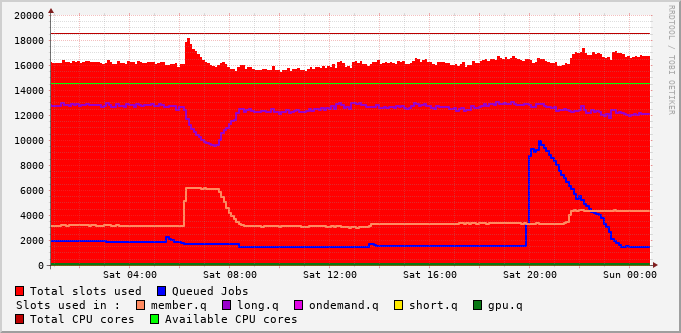 20000
18000
16000
14000
12000
10000
8000
6000
4000
2000
0
Sat 04:00 Sat 08:00 Sat 12:00 Sat 16:00 Sat 20:00 Sun 00:00
RRDTOOL / TOBI OETIKER
Total slots used Queued Jobs
Slots used in : member.q long.q ondemand.q short.q gpu.q
Total CPU cores Available CPU cores